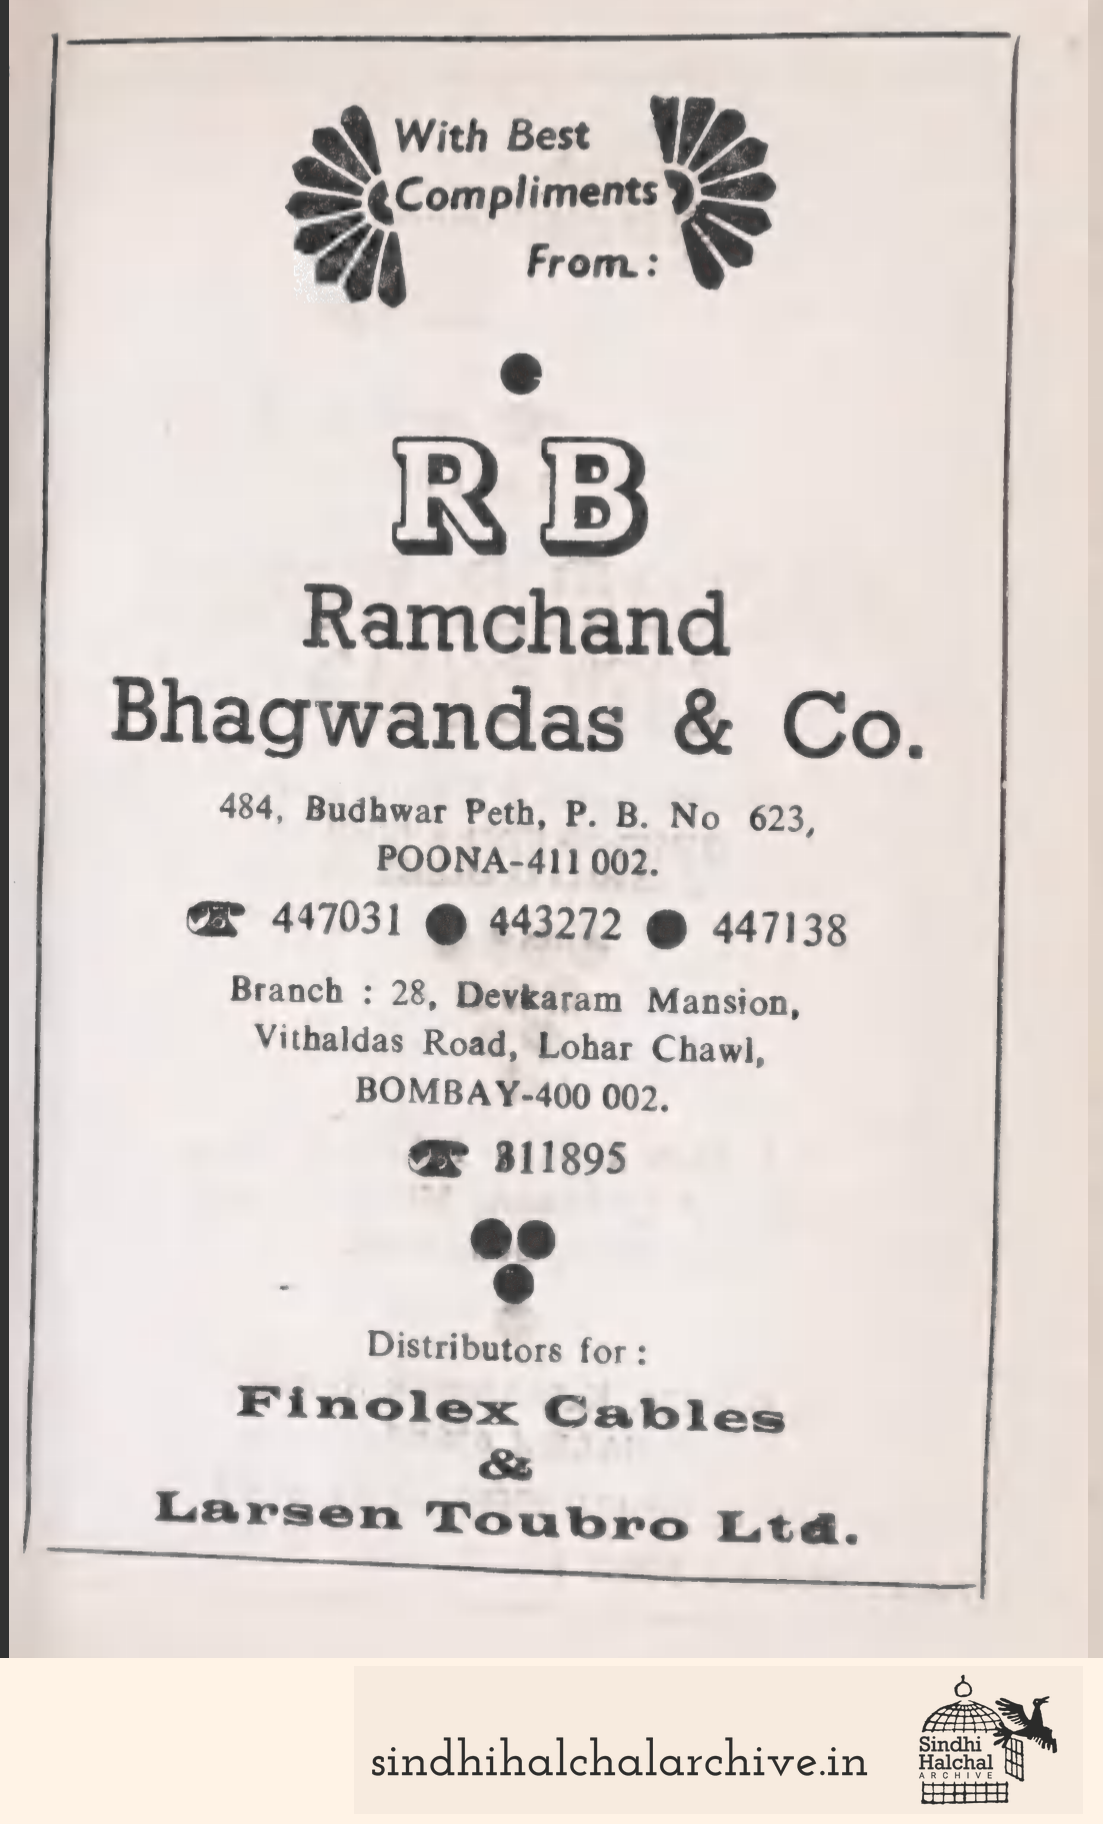 With Best
Compliments
From :
R B
Ramchand
Bhagwandas & Co.
484, Budhwar Peth, P. B. No 623,
POONA-411 002.
447031 ● 443272 ● 447138
Branch : 28, Devkaram Mansion,
Vithaldas Road, Lohar Chawl,
BOMBAY-400 002.
311895
Distributors for :
Finolex Cables
&
Larsen Toubro Ltd.
sindhihalchalarchive.in
Sindhi
Halchal
ARCHIVE